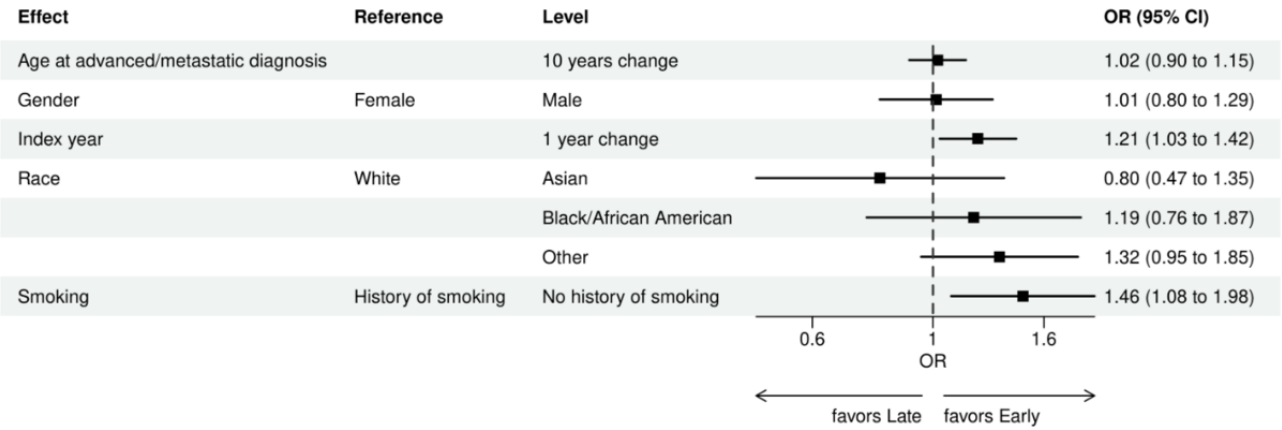 Effect Reference Level OR (95% CI)
Age at advanced/metastatic diagnosis 10 years change 1.02 (0.90 to 1.15)
Gender Female Male 1.01 (0.80 to 1.29)
Index year 1 year change 1.21 (1.03 to 1.42)
Race White Asian 0.80 (0.47 to 1.35)
Black/African American 1.19 (0.76 to 1.87)
Other 1.32 (0.95 to 1.85)
Smoking History of smoking No history of smoking 1.46 (1.08 to 1.98)
0.6 1 1.6
OR
favors Late favors Early